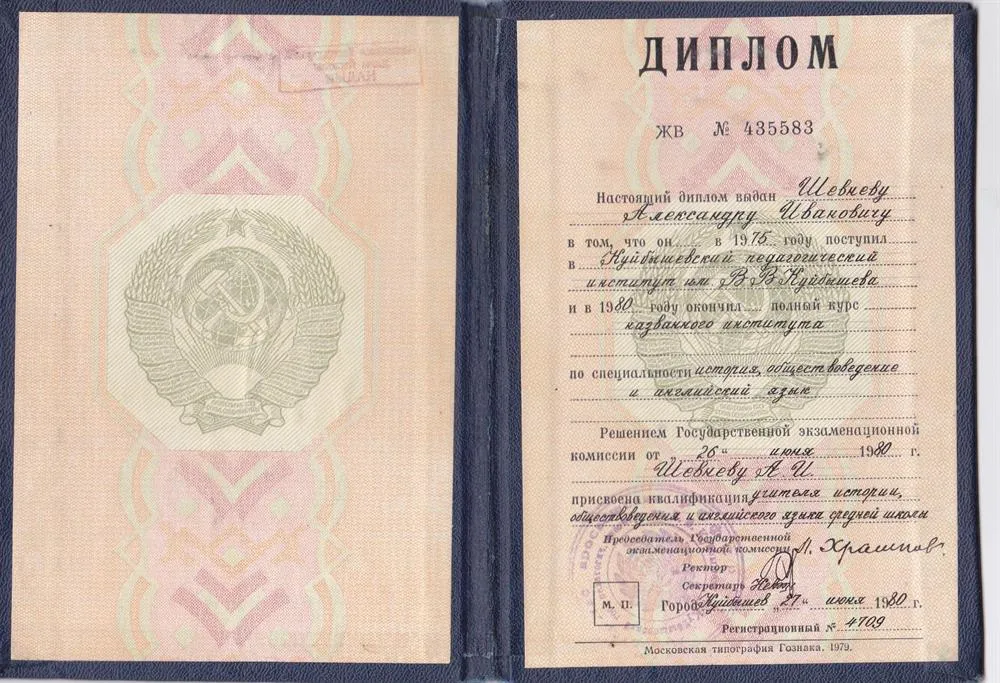 ДИПЛОМ
ЖВ № 435583
Настоящий диплом выдан Шевневу
Александру Ивановичу
в том, что он в 1975 году поступил
в Куйбышевский педагогический
институт им. В В Куйбышева
и в 1980 году окончил полный курс
названного института
по специальности история, обществоведение
и английский язык
Решением Государственной экзаменационной
комиссии от „26“ июня 1980 г.
Шевневу А И.
присвоена квалификация учителя истории,
обществоведения и английского языка средней школы
Председатель Государственной
экзаменационной комиссии
Ректор
Секретарь
М. П.
Город Куйбышев „27“ июня 1980 г.
Регистрационный № 4709
Московская типография Гознака. 1979.